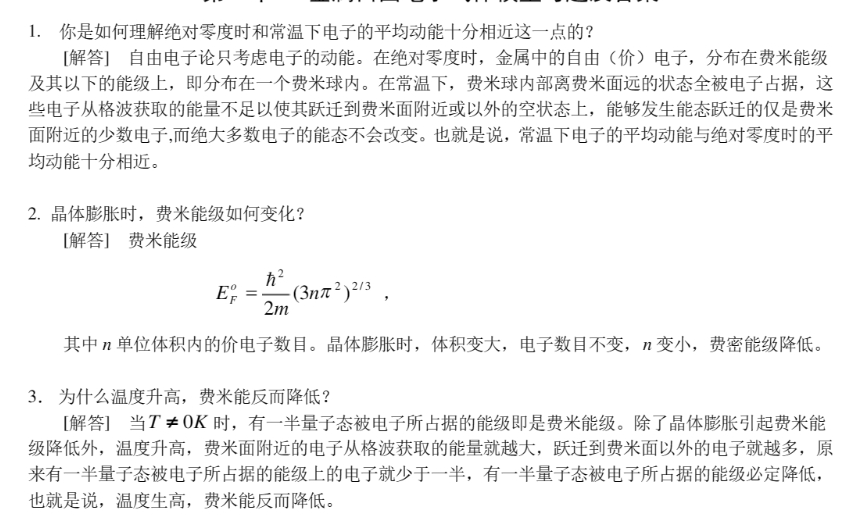 1. 你是如何理解绝对零度时和常温下电子的平均动能十分相近这一点的?
[解答] 自由电子论只考虑电子的动能。在绝对零度时，金属中的自由（价）电子，分布在费米能级
及其以下的能级上，即分布在一个费米球内。在常温下，费米球内部离费米面远的状态全被电子占据，这
些电子从格波获取的能量不足以使其跃迁到费米面附近或以外的空状态上，能够发生能态跃迁的仅是费米
面附近的少数电子,而绝大多数电子的能态不会改变。也就是说，常温下电子的平均动能与绝对零度时的平
均动能十分相近。
2. 晶体膨胀时，费米能级如何变化?
[解答] 费米能级
E_F^o = ħ²/2m (3nπ²)^{2/3} ，
其中 n 单位体积内的价电子数目。晶体膨胀时，体积变大，电子数目不变，n 变小，费密能级降低。
3. 为什么温度升高，费米能反而降低?
[解答] 当T≠0K 时，有一半量子态被电子所占据的能级即是费米能级。除了晶体膨胀引起费米能
级降低外，温度升高，费米面附近的电子从格波获取的能量就越大，跃迁到费米面以外的电子就越多，原
来有一半量子态被电子所占据的能级上的电子就少于一半，有一半量子态被电子所占据的能级必定降低，
也就是说，温度生高，费米能反而降低。